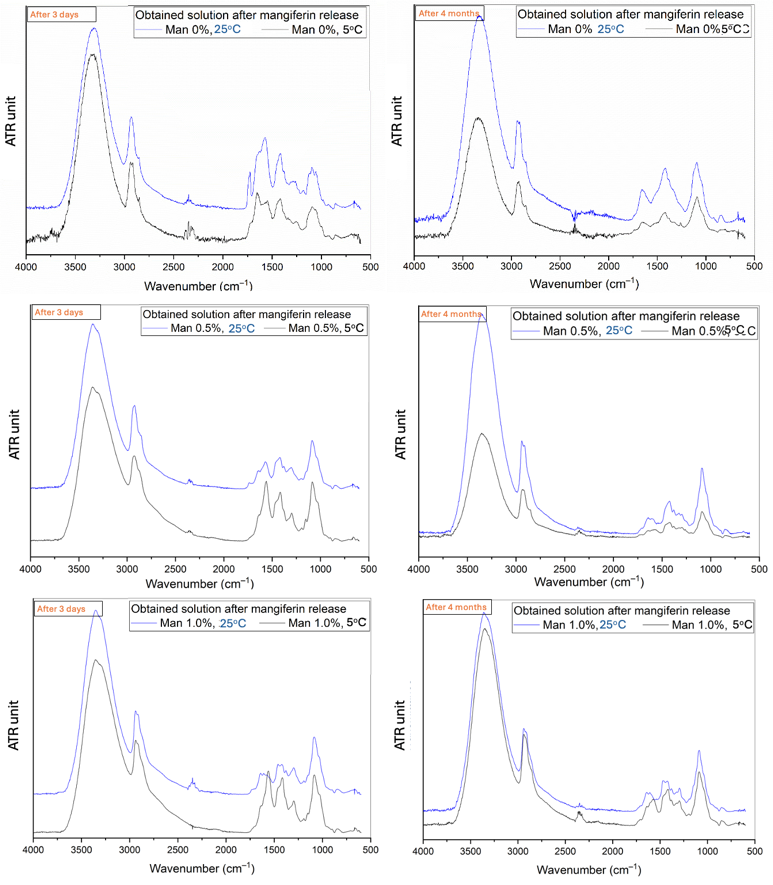 After 3 days
Obtained solution after mangiferin release
Man 0%, 25°C Man 0%, 5°C
ATR unit
4000 3500 3000 2500 2000 1500 1000 500
Wavenumber (cm–1)
After 4 months
Obtained solution after mangiferin release
Man 0% 25°C Man 0%5°C
ATR unit
4000 3500 3000 2500 2000 1500 1000 500
Wavenumber (cm–1)
After 3 days
Obtained solution after mangiferin release
Man 0.5%, 25°C Man 0.5%, 5°C
ATR unit
4000 3500 3000 2500 2000 1500 1000 500
Wavenumber (cm–1)
After 4 months
Obtained solution after mangiferin release
Man 0.5%, 25°C Man 0.5% 5°C
ATR unit
4000 3500 3000 2500 2000 1500 1000 500
Wavenumber (cm–1)
After 3 days
Obtained solution after mangiferin release
Man 1.0%, 25°C Man 1.0%, 5°C
ATR unit
4000 3500 3000 2500 2000 1500 1000 500
Wavenumber (cm–1)
After 4 months
Obtained solution after mangiferin release
Man 1.0%, 25°C Man 1.0%, 5°C
ATR unit
4000 3500 3000 2500 2000 1500 1000 500
Wavenumber (cm–1)